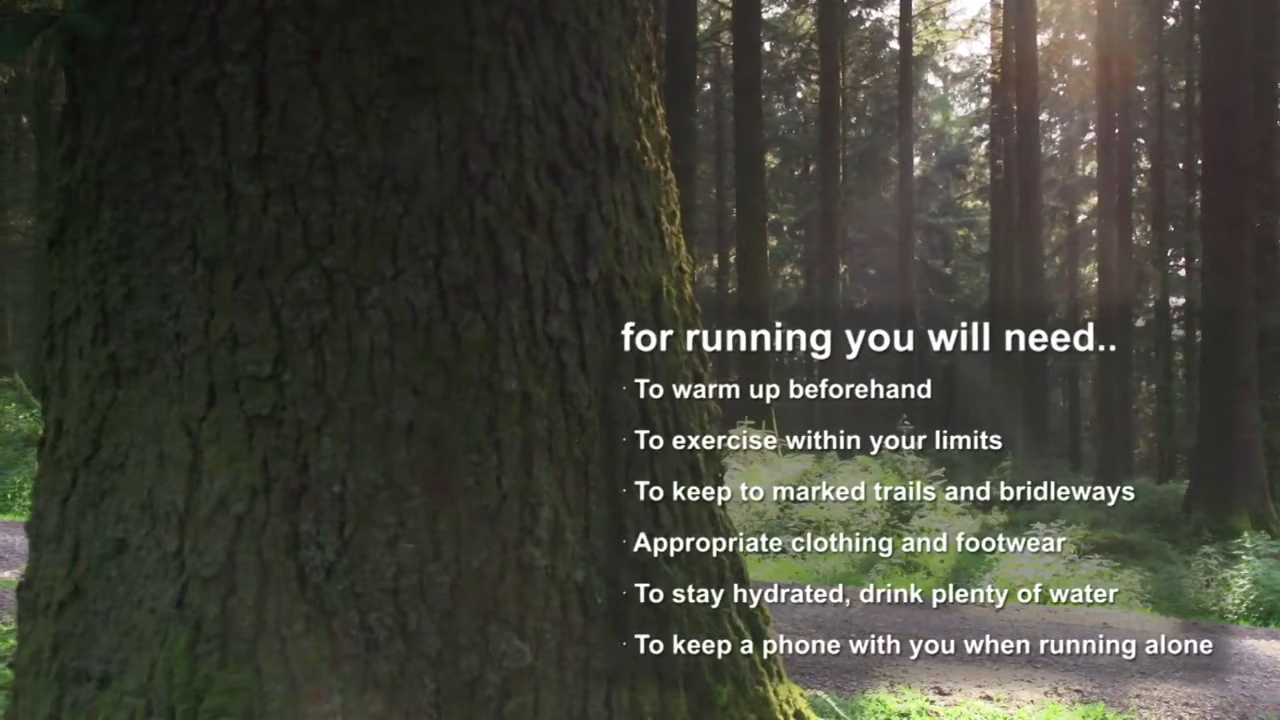 for running you will need..
· To warm up beforehand
· To exercise within your limits
· To keep to marked trails and bridleways
· Appropriate clothing and footwear
· To stay hydrated, drink plenty of water
· To keep a phone with you when running alone